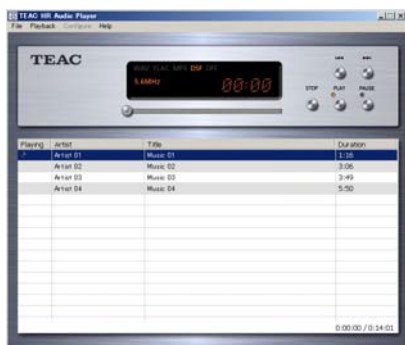 TEAC HR Audio Player
File Playback Configure Help
TEAC
WAV FLAC MP3 DSF DFF
5.6MHz
00:00
STOP PLAY PAUSE
Playing Artist Title Duration
Artist 01 Music 01 1:16
Artist 02 Music 02 3:06
Artist 03 Music 03 3:49
Artist 04 Music 04 5:50
0:00:00 / 0:14:01